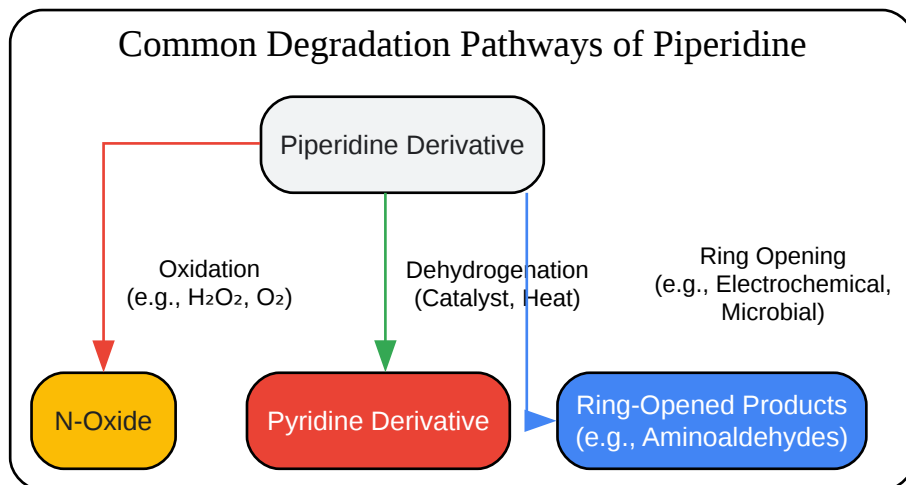 Common Degradation Pathways of Piperidine
Piperidine Derivative
Oxidation
(e.g., H₂O₂, O₂)
Dehydrogenation
(Catalyst, Heat)
Ring Opening
(e.g., Electrochemical,
Microbial)
N-Oxide
Pyridine Derivative
Ring-Opened Products
(e.g., Aminoaldehydes)